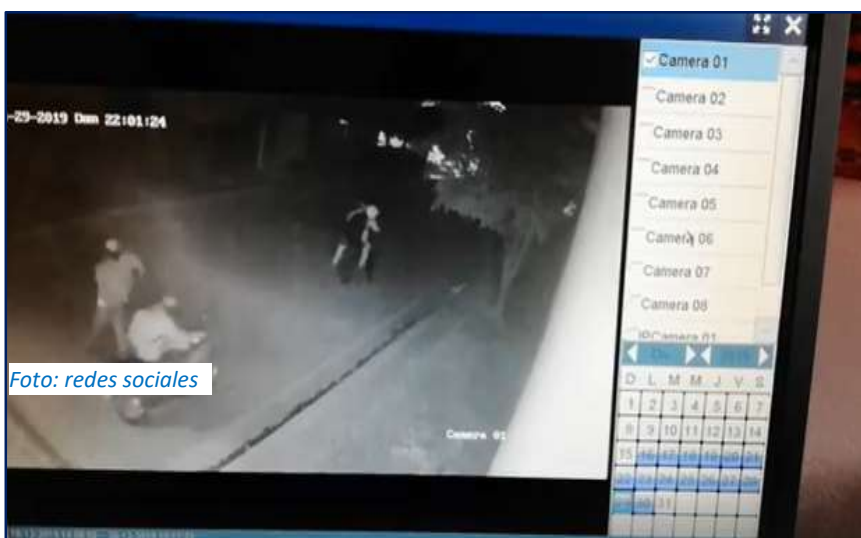 Camera 01
Camera 02
-29-2019 Dom 22:01:24
Camera 03
Camera 04
Camera 05
Camera 06
Camera 07
Camera 08
IPCamera 01
D L M M J V S
Foto: redes sociales
1 2 3 4 5 6 7
8 9 10 11 12 13 14
Camera 01
15 16 17 18 19 20 21
22 23 24 25 26 27 28
29 30 31